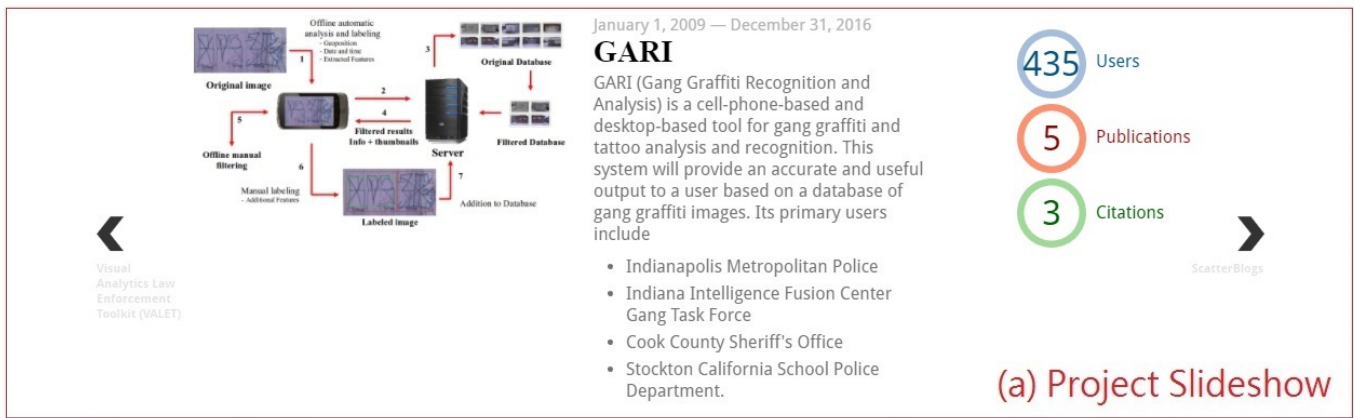 Offline automatic
analysis and labeling
- Geoposition
- Date and time
- Extracted Features
Original image
1
2
3
4
5
6
7
Original Database
Filtered results
Info + thumbnails
Server
Filtered Database
Offline manual
filtering
Manual labeling
- Additional Features
Labeled image
Addition to Database
January 1, 2009 — December 31, 2016
GARI
GARI (Gang Graffiti Recognition and
Analysis) is a cell-phone-based and
desktop-based tool for gang graffiti and
tattoo analysis and recognition. This
system will provide an accurate and useful
output to a user based on a database of
gang graffiti images. Its primary users
include
• Indianapolis Metropolitan Police
• Indiana Intelligence Fusion Center
Gang Task Force
• Cook County Sheriff's Office
• Stockton California School Police
Department.
435 Users
5 Publications
3 Citations
Visual
Analytics Law
Enforcement
Toolkit (VALET)
ScatterBlogs
(a) Project Slideshow